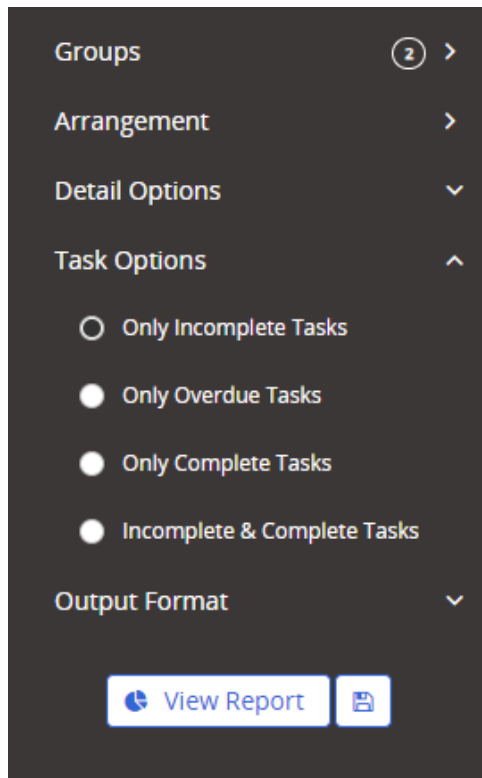 Groups 2
Arrangement
Detail Options
Task Options
Only Incomplete Tasks
Only Overdue Tasks
Only Complete Tasks
Incomplete & Complete Tasks
Output Format
View Report